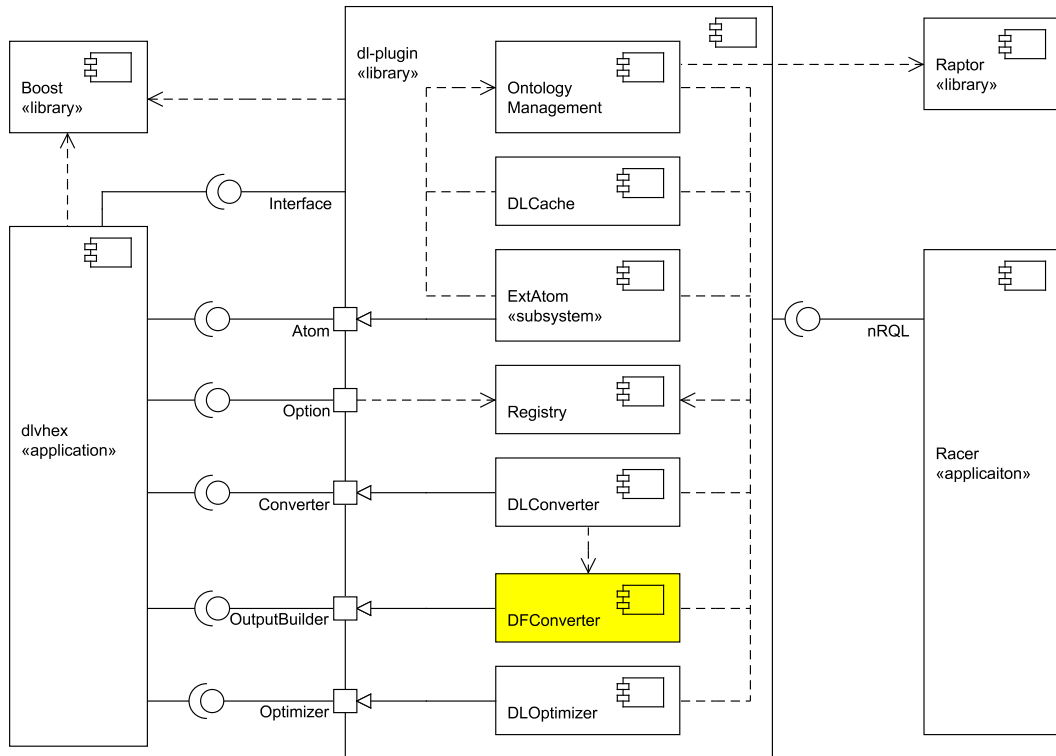 dl-plugin
«library»
Boost
«library»
Ontology
Management
Raptor
«library»
Interface
DLCache
ExtAtom
«subsystem»
Atom
nRQL
Option
Registry
dlvhex
«application»
Racer
«applicaiton»
Converter
DLConverter
OutputBuilder
DFConverter
Optimizer
DLOptimizer